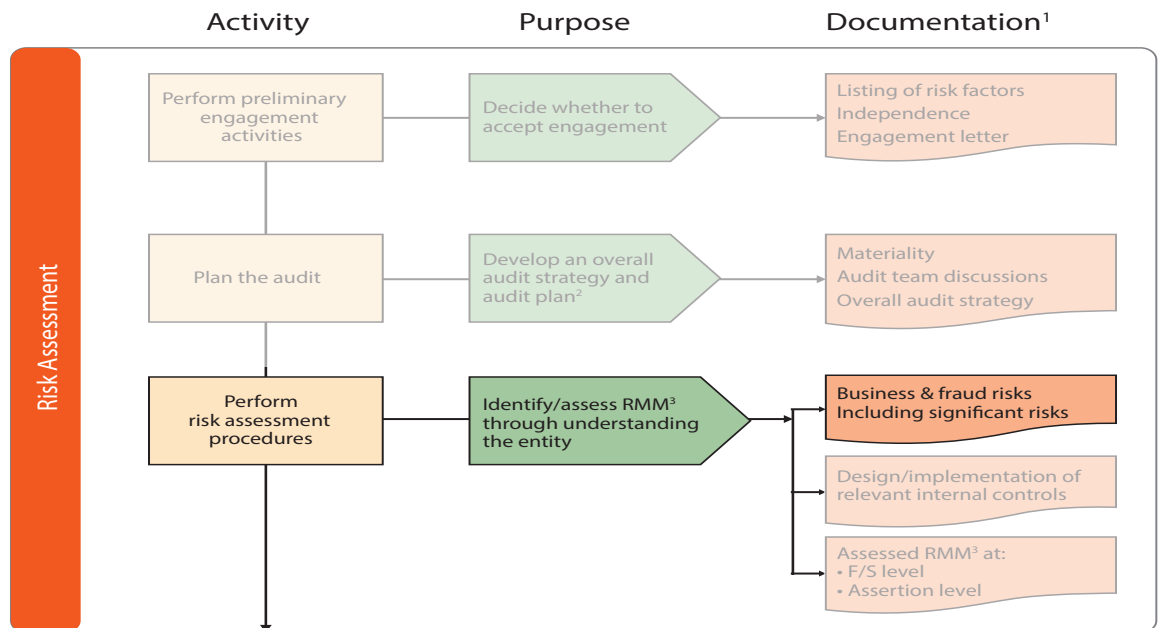 Activity
Purpose
Documentation¹
Risk Assessment
Perform preliminary
engagement
activities
Decide whether to
accept engagement
Listing of risk factors
Independence
Engagement letter
Plan the audit
Develop an overall
audit strategy and
audit plan²
Materiality
Audit team discussions
Overall audit strategy
Perform
risk assessment
procedures
Identify/assess RMM³
through understanding
the entity
Business & fraud risks
Including significant risks
Design/implementation of
relevant internal controls
Assessed RMM³ at:
• F/S level
• Assertion level